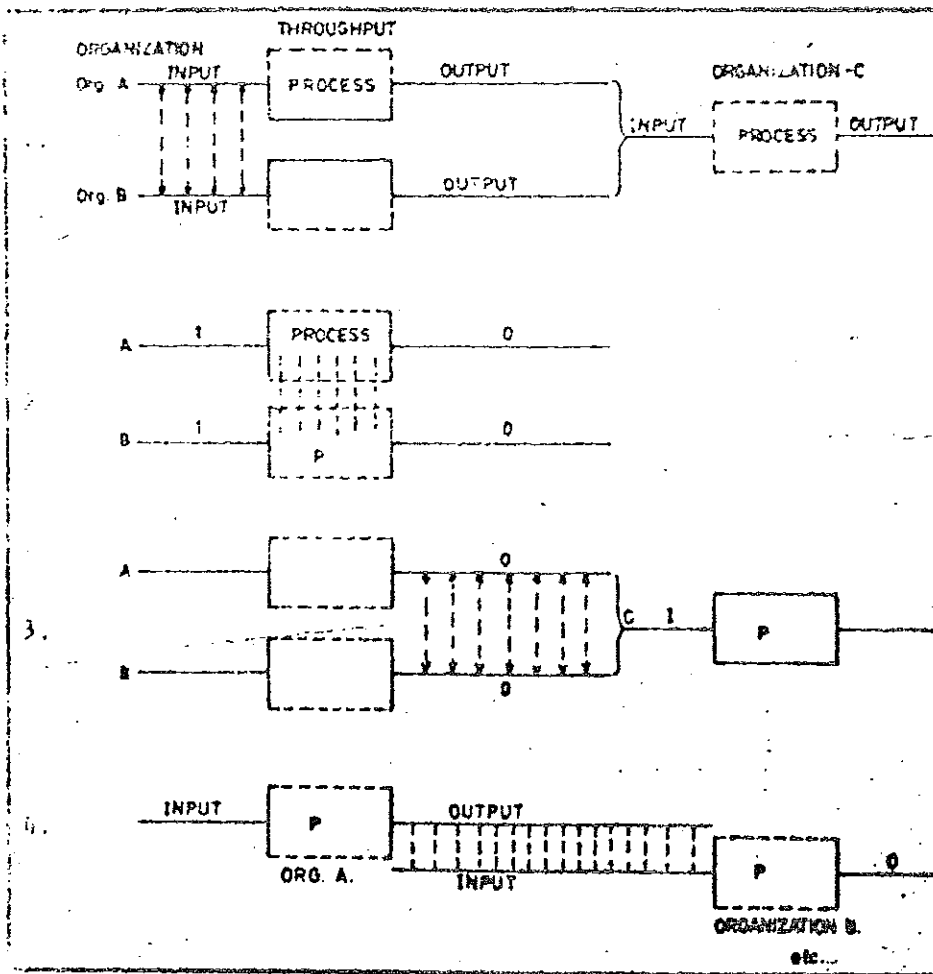 THROUGHPUT
ORGANIZATION
Org. A INPUT PROCESS OUTPUT ORGANIZATION-C
INPUT PROCESS OUTPUT
Org. B INPUT OUTPUT
A I PROCESS O
B I P O
A O
3. C I P
B O
4. INPUT P OUTPUT
ORG. A. INPUT P O
ORGANIZATION B.
etc...